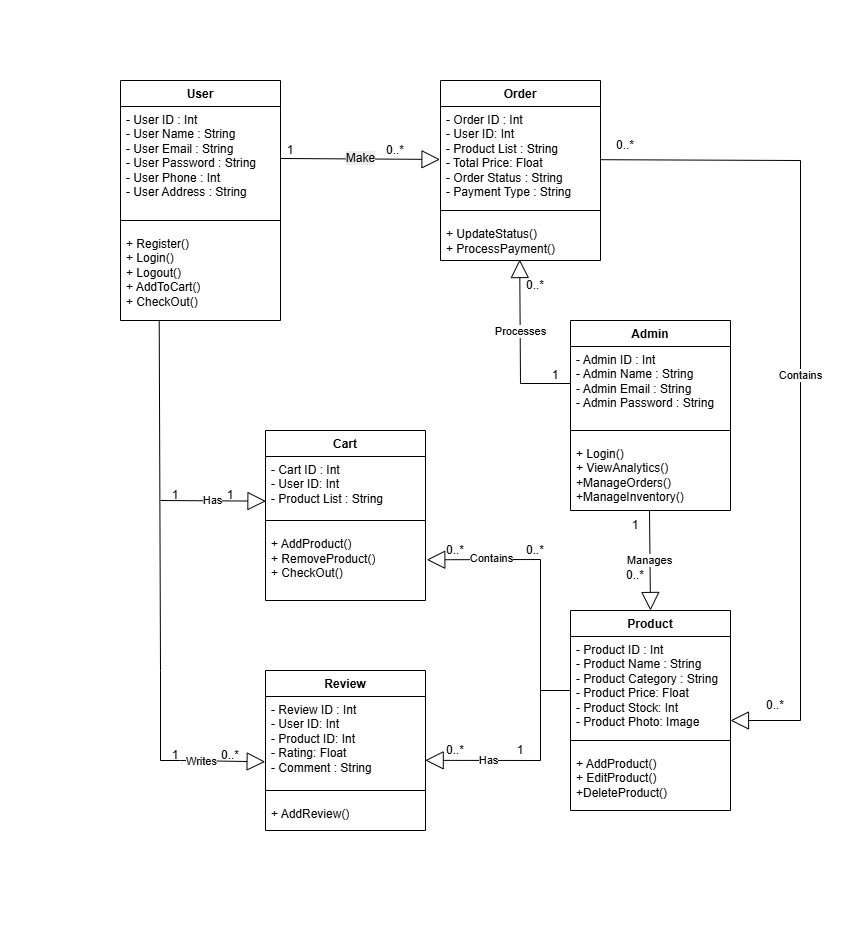 User
- User ID : Int
- User Name : String
- User Email : String
- User Password : String
- User Phone : Int
- User Address : String
+ Register()
+ Login()
+ Logout()
+ AddToCart()
+ CheckOut()
1
Make
0..*
Order
- Order ID : Int
- User ID: Int
- Product List : String
- Total Price: Float
- Order Status : String
- Payment Type : String
+ UpdateStatus()
+ ProcessPayment()
0..*
Contains
0..*
0..*
Processes
1
Admin
- Admin ID : Int
- Admin Name : String
- Admin Email : String
- Admin Password : String
+ Login()
+ ViewAnalytics()
+ManageOrders()
+ManageInventory()
1
Manages
0..*
1
Has
1
Cart
- Cart ID : Int
- User ID: Int
- Product List : String
+ AddProduct()
+ RemoveProduct()
+ CheckOut()
0..*
Contains
0..*
Product
- Product ID : Int
- Product Name : String
- Product Category : String
- Product Price: Float
- Product Stock: Int
- Product Photo: Image
+ AddProduct()
+ EditProduct()
+DeleteProduct()
1
Writes
0..*
Review
- Review ID : Int
- User ID: Int
- Product ID: Int
- Rating: Float
- Comment : String
+ AddReview()
0..*
Has
1